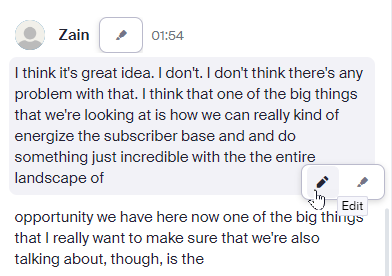 Zain 01:54
I think it's great idea. I don't. I don't think there's any
problem with that. I think that one of the big things
that we're looking at is how we can really kind of
energize the subscriber base and and do
something just incredible with the the entire
landscape of
Edit
opportunity we have here now one of the big things
that I really want to make sure that we're also
talking about, though, is the